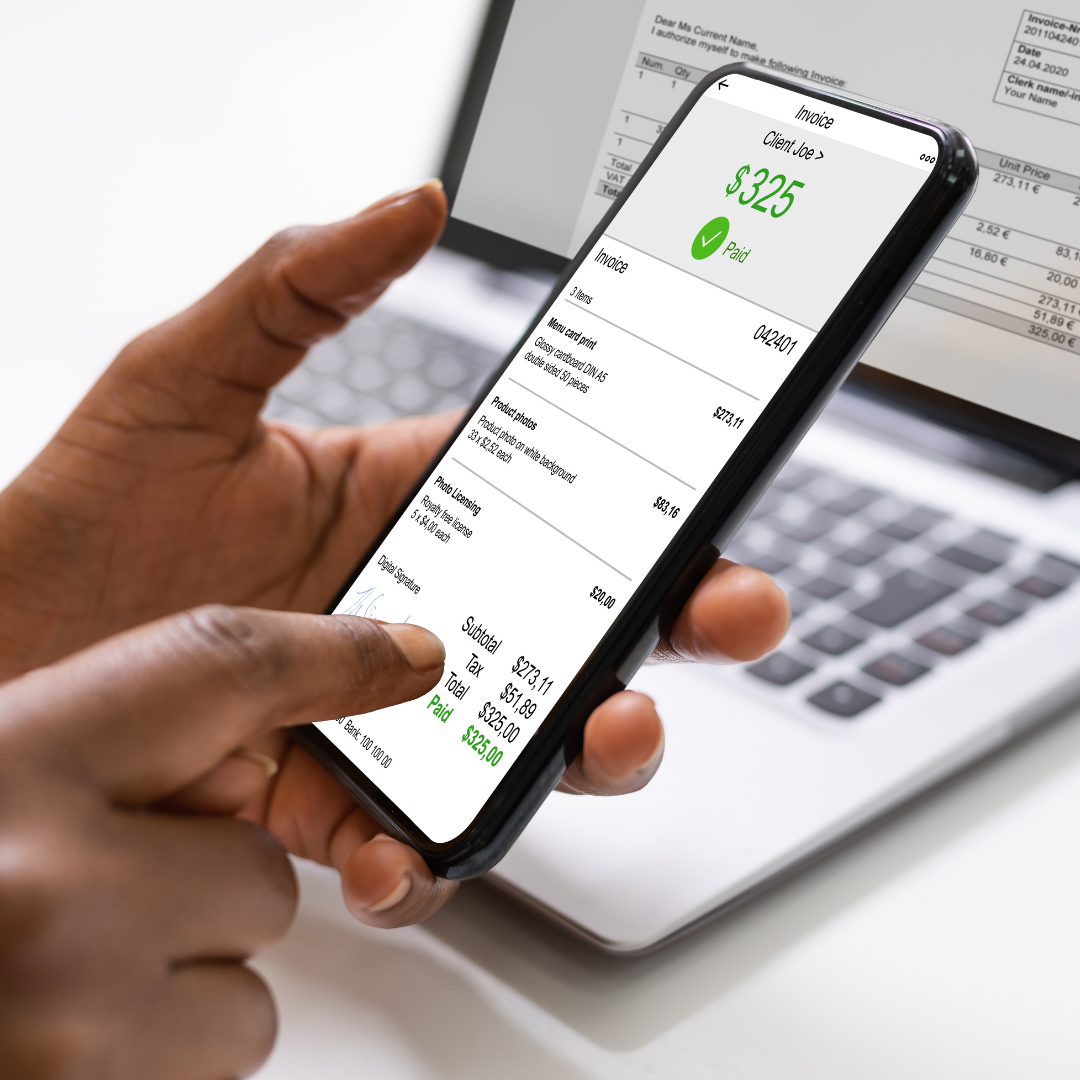 Dear Ms Current Name,
I authorize myself to make following Invoice:
Invoice-Nr
201104240
Date
24.04.2020
Clerk name/-in
Your Name
Num. Qty
1 1
1
1
Total
VAT
Unit Price
273,11 €
2,52 € 83,1
16,80 € 20,00
273,11 €
51,89 €
325,00 €
Invoice
Client Joe >
$325
Paid
Invoice
042401
3 Items
Menu card print
Glossy cardboard DIN A5
double sided 50 pieces
$273,11
Product photos
Product photo on white background
33 x $2,52 each
$83,16
Photo Licensing
Royalty free license
5 x $4,00 each
$20,00
Digital Signature
Subtotal $273,11
Tax $51,89
Total $325,00
Paid $325,00
Bank: 100 100 00